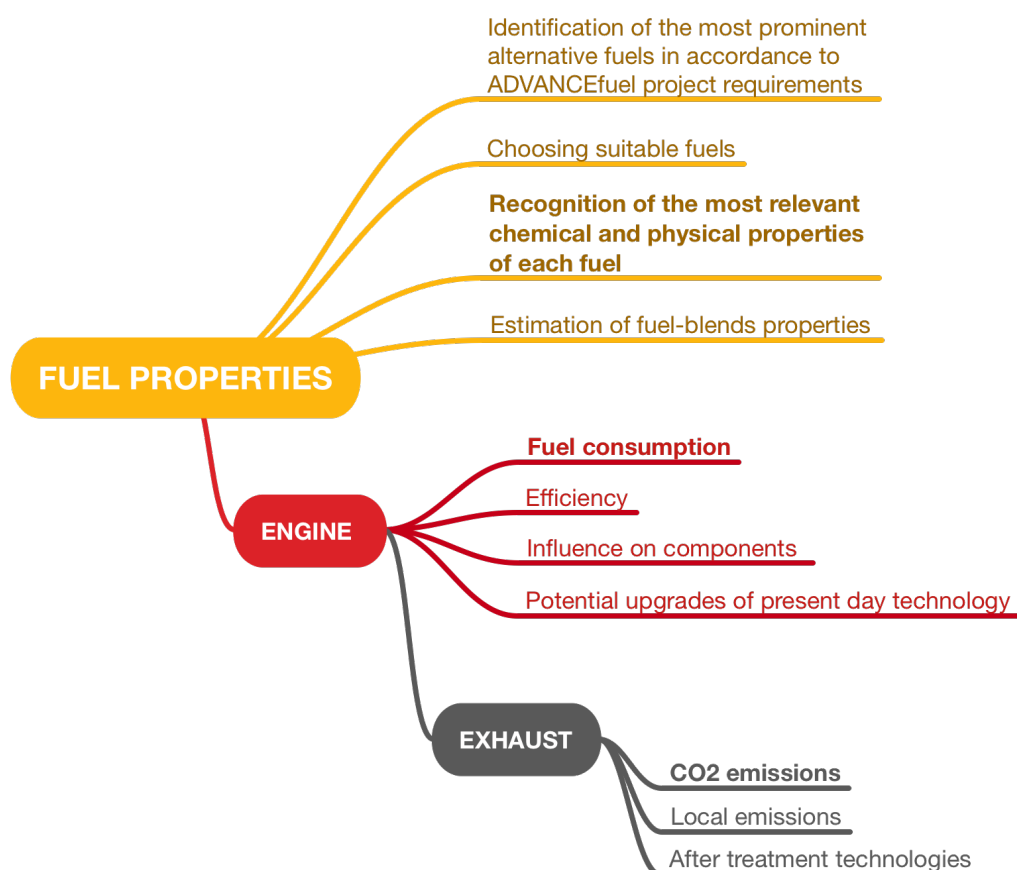 Identification of the most prominent
alternative fuels in accordance to
ADVANCEfuel project requirements
Choosing suitable fuels
Recognition of the most relevant
chemical and physical properties
of each fuel
Estimation of fuel-blends properties
FUEL PROPERTIES
Fuel consumption
Efficiency
ENGINE
Influence on components
Potential upgrades of present day technology
EXHAUST
CO2 emissions
Local emissions
After treatment technologies